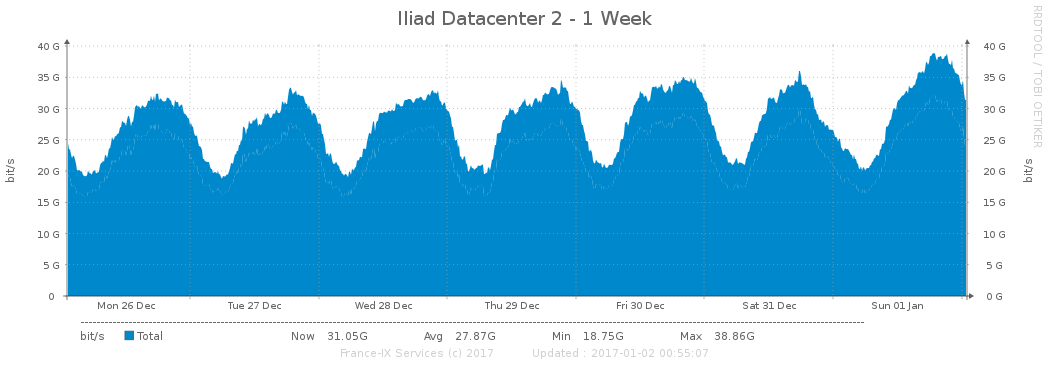 Iliad Datacenter 2 - 1 Week
RRDTOOL / TOBI OETIKER
bit/s
40 G
35 G
30 G
25 G
20 G
15 G
10 G
5 G
0
40 G
35 G
30 G
25 G
20 G
15 G
10 G
5 G
0 G
bit/s
Mon 26 Dec Tue 27 Dec Wed 28 Dec Thu 29 Dec Fri 30 Dec Sat 31 Dec Sun 01 Jan
bit/s Total Now 31.05G Avg 27.87G Min 18.75G Max 38.86G
France-IX Services (c) 2017 Updated : 2017-01-02 00:55:07